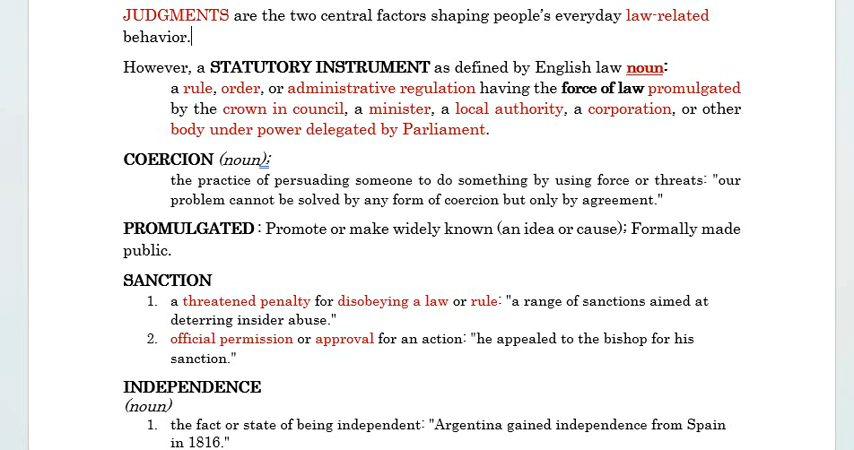 JUDGMENTS are the two central factors shaping people's everyday law-related
behavior.
However, a STATUTORY INSTRUMENT as defined by English law noun:
a rule, order, or administrative regulation having the force of law promulgated
by the crown in council, a minister, a local authority, a corporation, or other
body under power delegated by Parliament.
COERCION (noun):
the practice of persuading someone to do something by using force or threats: "our
problem cannot be solved by any form of coercion but only by agreement."
PROMULGATED : Promote or make widely known (an idea or cause); Formally made
public.
SANCTION
1. a threatened penalty for disobeying a law or rule: "a range of sanctions aimed at
deterring insider abuse."
2. official permission or approval for an action: "he appealed to the bishop for his
sanction."
INDEPENDENCE
(noun)
1. the fact or state of being independent: "Argentina gained independence from Spain
in 1816."